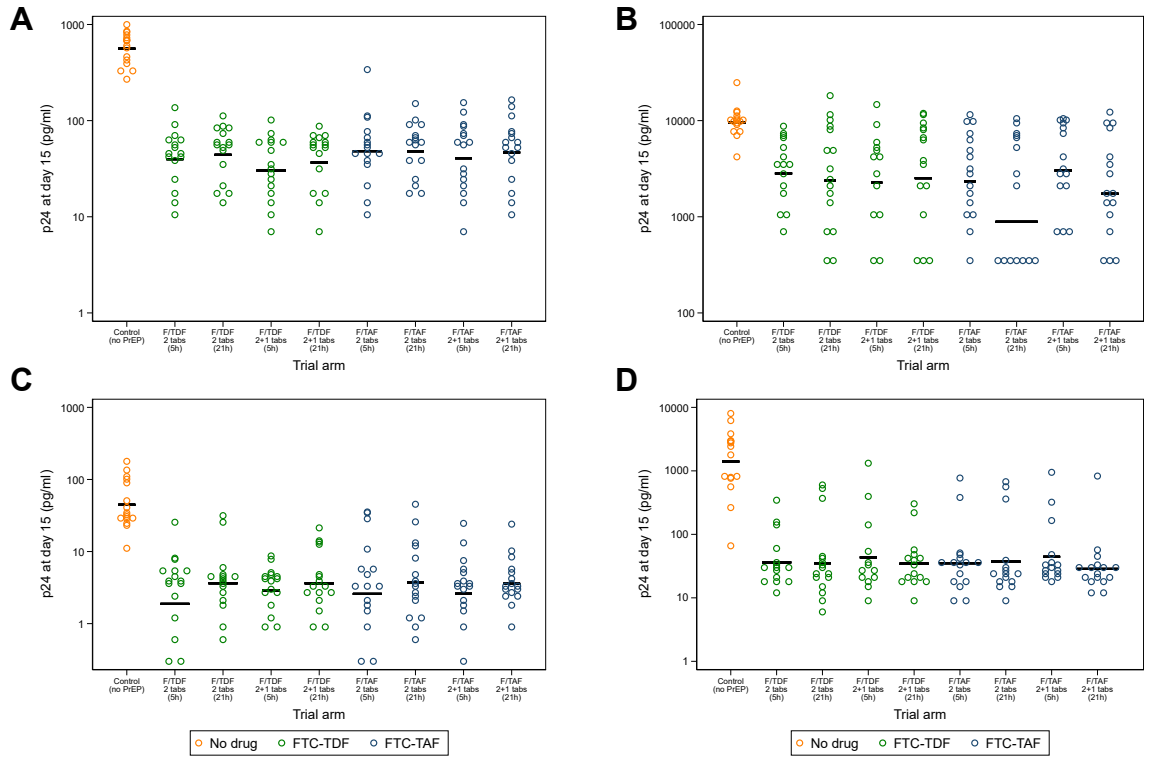 A
p24 at day 15 (pg/ml)
1000
100
10
1
Control
(no PrEP)
F/TDF
2 tabs
(5h)
F/TDF
2 tabs
(21h)
F/TDF
2+1 tabs
(5h)
F/TDF
2+1 tabs
(21h)
F/TAF
2 tabs
(5h)
F/TAF
2 tabs
(21h)
F/TAF
2+1 tabs
(5h)
F/TAF
2+1 tabs
(21h)
Trial arm
B
p24 at day 15 (pg/ml)
100000
10000
1000
100
Control
(no PrEP)
F/TDF
2 tabs
(5h)
F/TDF
2 tabs
(21h)
F/TDF
2+1 tabs
(5h)
F/TDF
2+1 tabs
(21h)
F/TAF
2 tabs
(5h)
F/TAF
2 tabs
(21h)
F/TAF
2+1 tabs
(5h)
F/TAF
2+1 tabs
(21h)
Trial arm
C
p24 at day 15 (pg/ml)
1000
100
10
1
Control
(no PrEP)
F/TDF
2 tabs
(5h)
F/TDF
2 tabs
(21h)
F/TDF
2+1 tabs
(5h)
F/TDF
2+1 tabs
(21h)
F/TAF
2 tabs
(5h)
F/TAF
2 tabs
(21h)
F/TAF
2+1 tabs
(5h)
F/TAF
2+1 tabs
(21h)
Trial arm
No drug FTC-TDF FTC-TAF
D
p24 at day 15 (pg/ml)
10000
1000
100
10
1
Control
(no PrEP)
F/TDF
2 tabs
(5h)
F/TDF
2 tabs
(21h)
F/TDF
2+1 tabs
(5h)
F/TDF
2+1 tabs
(21h)
F/TAF
2 tabs
(5h)
F/TAF
2 tabs
(21h)
F/TAF
2+1 tabs
(5h)
F/TAF
2+1 tabs
(21h)
Trial arm
No drug FTC-TDF FTC-TAF